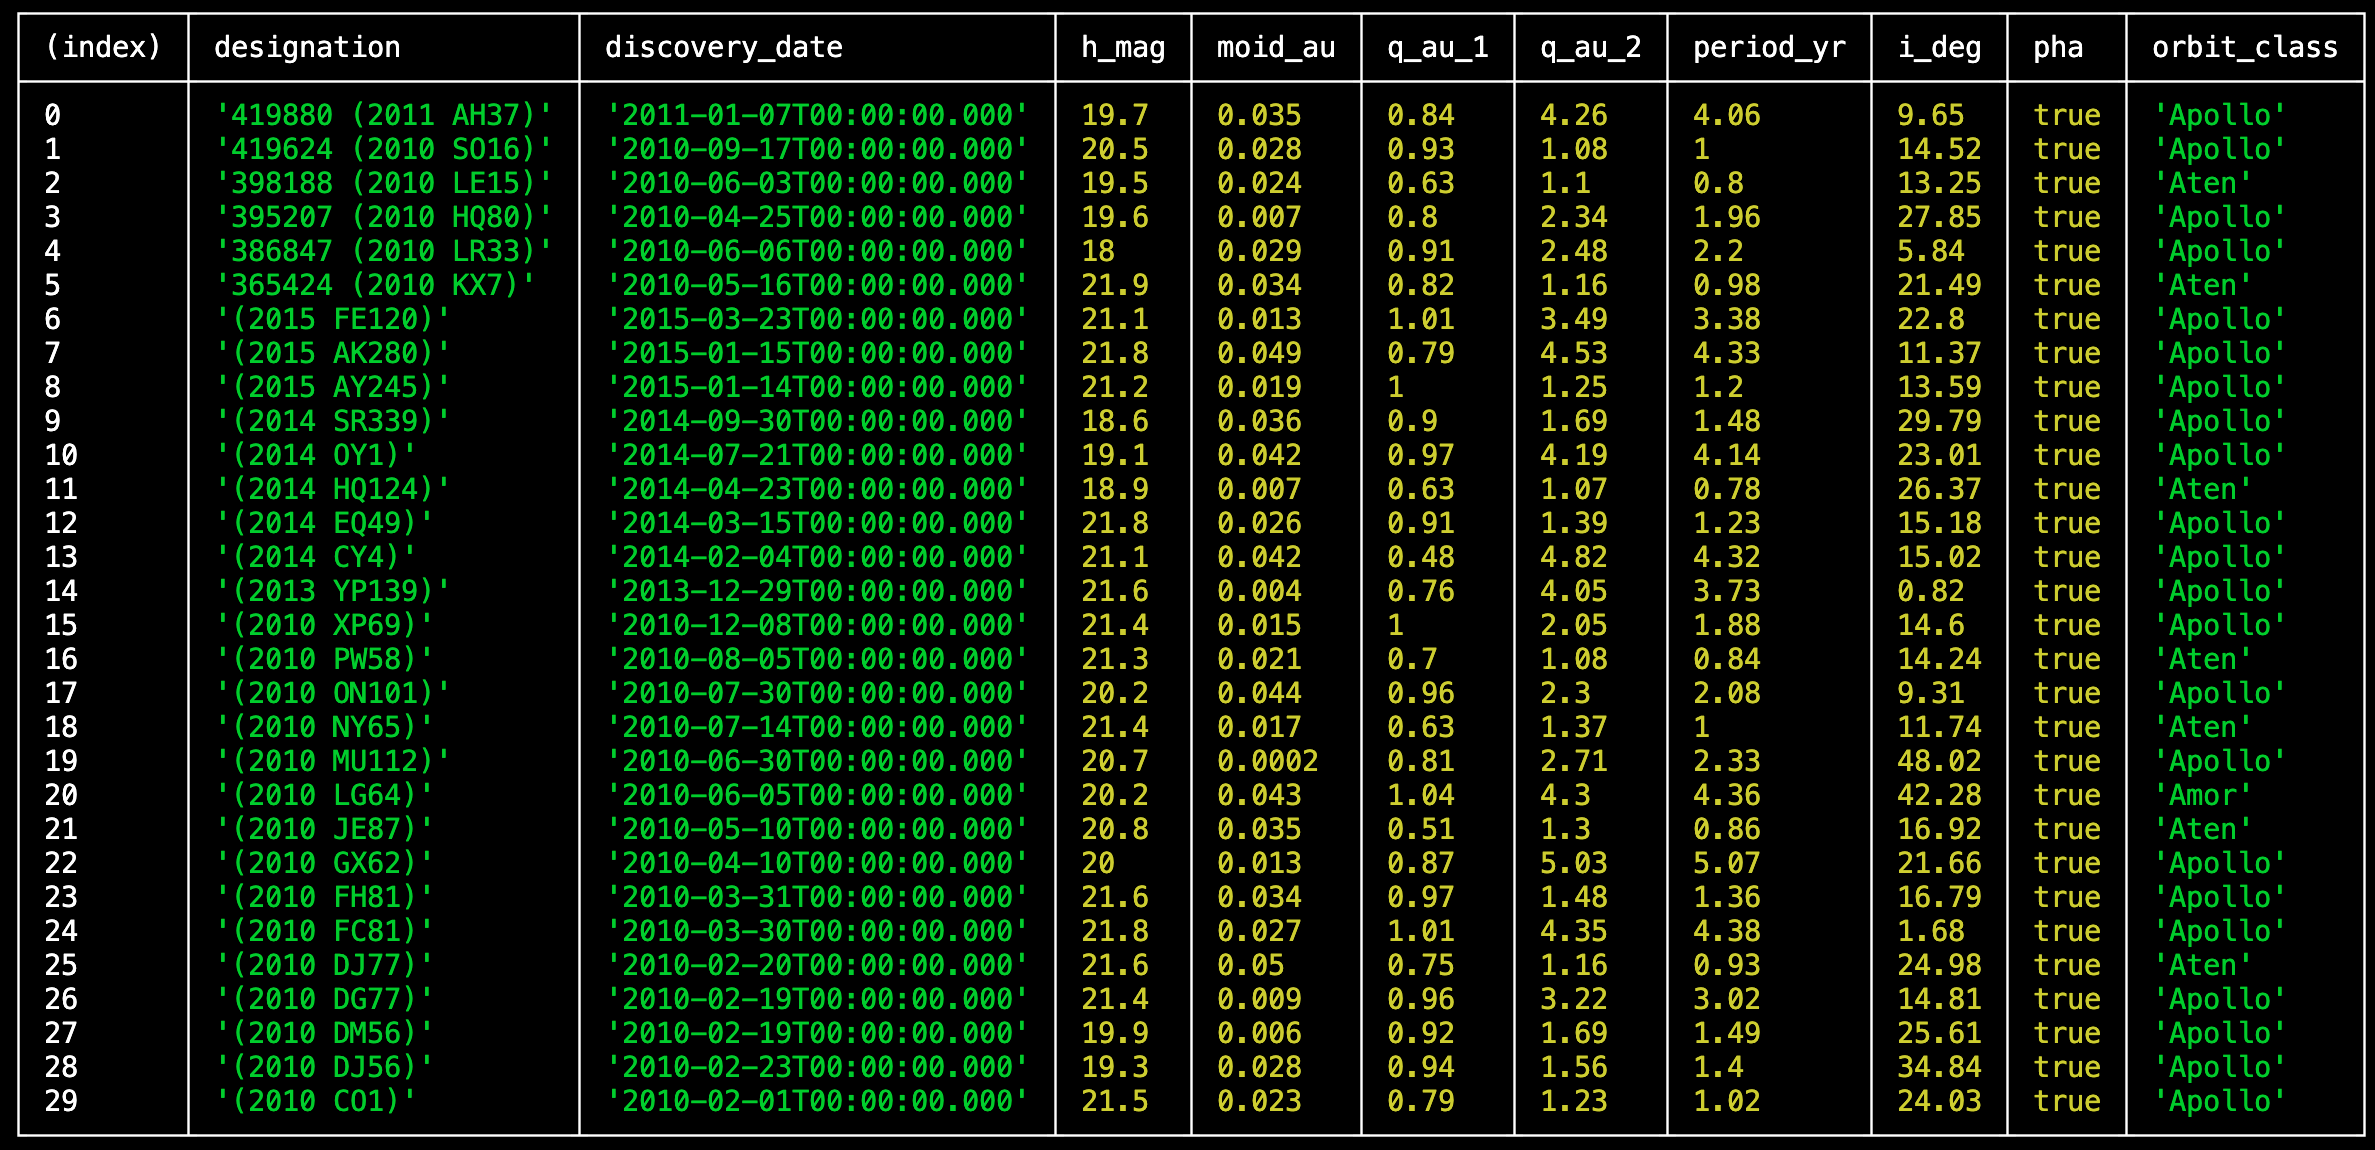 (index) designation discovery_date h_mag moid_au q_au_1 q_au_2 period_yr i_deg pha orbit_class
0 '419880 (2011 AH37)' '2011-01-07T00:00:00.000' 19.7 0.035 0.84 4.26 4.06 9.65 true 'Apollo'
1 '419624 (2010 SO16)' '2010-09-17T00:00:00.000' 20.5 0.028 0.93 1.08 1 14.52 true 'Apollo'
2 '398188 (2010 LE15)' '2010-06-03T00:00:00.000' 19.5 0.024 0.63 1.1 0.8 13.25 true 'Aten'
3 '395207 (2010 HQ80)' '2010-04-25T00:00:00.000' 19.6 0.007 0.8 2.34 1.96 27.85 true 'Apollo'
4 '386847 (2010 LR33)' '2010-06-06T00:00:00.000' 18 0.029 0.91 2.48 2.2 5.84 true 'Apollo'
5 '365424 (2010 KX7)' '2010-05-16T00:00:00.000' 21.9 0.034 0.82 1.16 0.98 21.49 true 'Aten'
6 '(2015 FE120)' '2015-03-23T00:00:00.000' 21.1 0.013 1.01 3.49 3.38 22.8 true 'Apollo'
7 '(2015 AK280)' '2015-01-15T00:00:00.000' 21.8 0.049 0.79 4.53 4.33 11.37 true 'Apollo'
8 '(2015 AY245)' '2015-01-14T00:00:00.000' 21.2 0.019 1 1.25 1.2 13.59 true 'Apollo'
9 '(2014 SR339)' '2014-09-30T00:00:00.000' 18.6 0.036 0.9 1.69 1.48 29.79 true 'Apollo'
10 '(2014 OY1)' '2014-07-21T00:00:00.000' 19.1 0.042 0.97 4.19 4.14 23.01 true 'Apollo'
11 '(2014 HQ124)' '2014-04-23T00:00:00.000' 18.9 0.007 0.63 1.07 0.78 26.37 true 'Aten'
12 '(2014 EQ49)' '2014-03-15T00:00:00.000' 21.8 0.026 0.91 1.39 1.23 15.18 true 'Apollo'
13 '(2014 CY4)' '2014-02-04T00:00:00.000' 21.1 0.042 0.48 4.82 4.32 15.02 true 'Apollo'
14 '(2013 YP139)' '2013-12-29T00:00:00.000' 21.6 0.004 0.76 4.05 3.73 0.82 true 'Apollo'
15 '(2010 XP69)' '2010-12-08T00:00:00.000' 21.4 0.015 1 2.05 1.88 14.6 true 'Apollo'
16 '(2010 PW58)' '2010-08-05T00:00:00.000' 21.3 0.021 0.7 1.08 0.84 14.24 true 'Aten'
17 '(2010 ON101)' '2010-07-30T00:00:00.000' 20.2 0.044 0.96 2.3 2.08 9.31 true 'Apollo'
18 '(2010 NY65)' '2010-07-14T00:00:00.000' 21.4 0.017 0.63 1.37 1 11.74 true 'Aten'
19 '(2010 MU112)' '2010-06-30T00:00:00.000' 20.7 0.0002 0.81 2.71 2.33 48.02 true 'Apollo'
20 '(2010 LG64)' '2010-06-05T00:00:00.000' 20.2 0.043 1.04 4.3 4.36 42.28 true 'Amor'
21 '(2010 JE87)' '2010-05-10T00:00:00.000' 20.8 0.035 0.51 1.3 0.86 16.92 true 'Aten'
22 '(2010 GX62)' '2010-04-10T00:00:00.000' 20 0.013 0.87 5.03 5.07 21.66 true 'Apollo'
23 '(2010 FH81)' '2010-03-31T00:00:00.000' 21.6 0.034 0.97 1.48 1.36 16.79 true 'Apollo'
24 '(2010 FC81)' '2010-03-30T00:00:00.000' 21.8 0.027 1.01 4.35 4.38 1.68 true 'Apollo'
25 '(2010 DJ77)' '2010-02-20T00:00:00.000' 21.6 0.05 0.75 1.16 0.93 24.98 true 'Aten'
26 '(2010 DG77)' '2010-02-19T00:00:00.000' 21.4 0.009 0.96 3.22 3.02 14.81 true 'Apollo'
27 '(2010 DM56)' '2010-02-19T00:00:00.000' 19.9 0.006 0.92 1.69 1.49 25.61 true 'Apollo'
28 '(2010 DJ56)' '2010-02-23T00:00:00.000' 19.3 0.028 0.94 1.56 1.4 34.84 true 'Apollo'
29 '(2010 CO1)' '2010-02-01T00:00:00.000' 21.5 0.023 0.79 1.23 1.02 24.03 true 'Apollo'